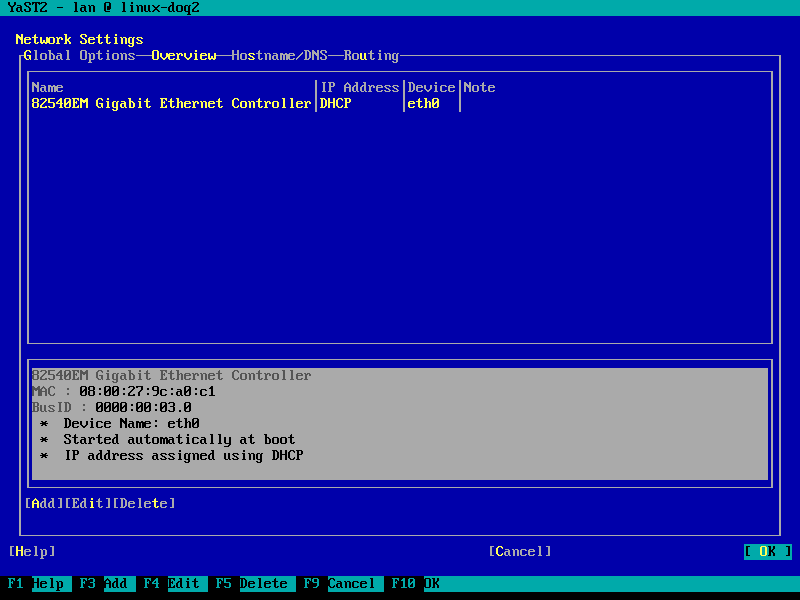 YaST2 - lan @ linux-doq2
Network Settings
Global Options Overview Hostname/DNS Routing
Name IP Address Device Note
82540EM Gigabit Ethernet Controller DHCP eth0
82540EM Gigabit Ethernet Controller
MAC : 08:00:27:9c:a0:c1
BusID : 0000:00:03.0
* Device Name: eth0
* Started automatically at boot
* IP address assigned using DHCP
[Add][Edit][Delete]
[Help] [Cancel] [ OK ]
F1 Help F3 Add F4 Edit F5 Delete F9 Cancel F10 OK